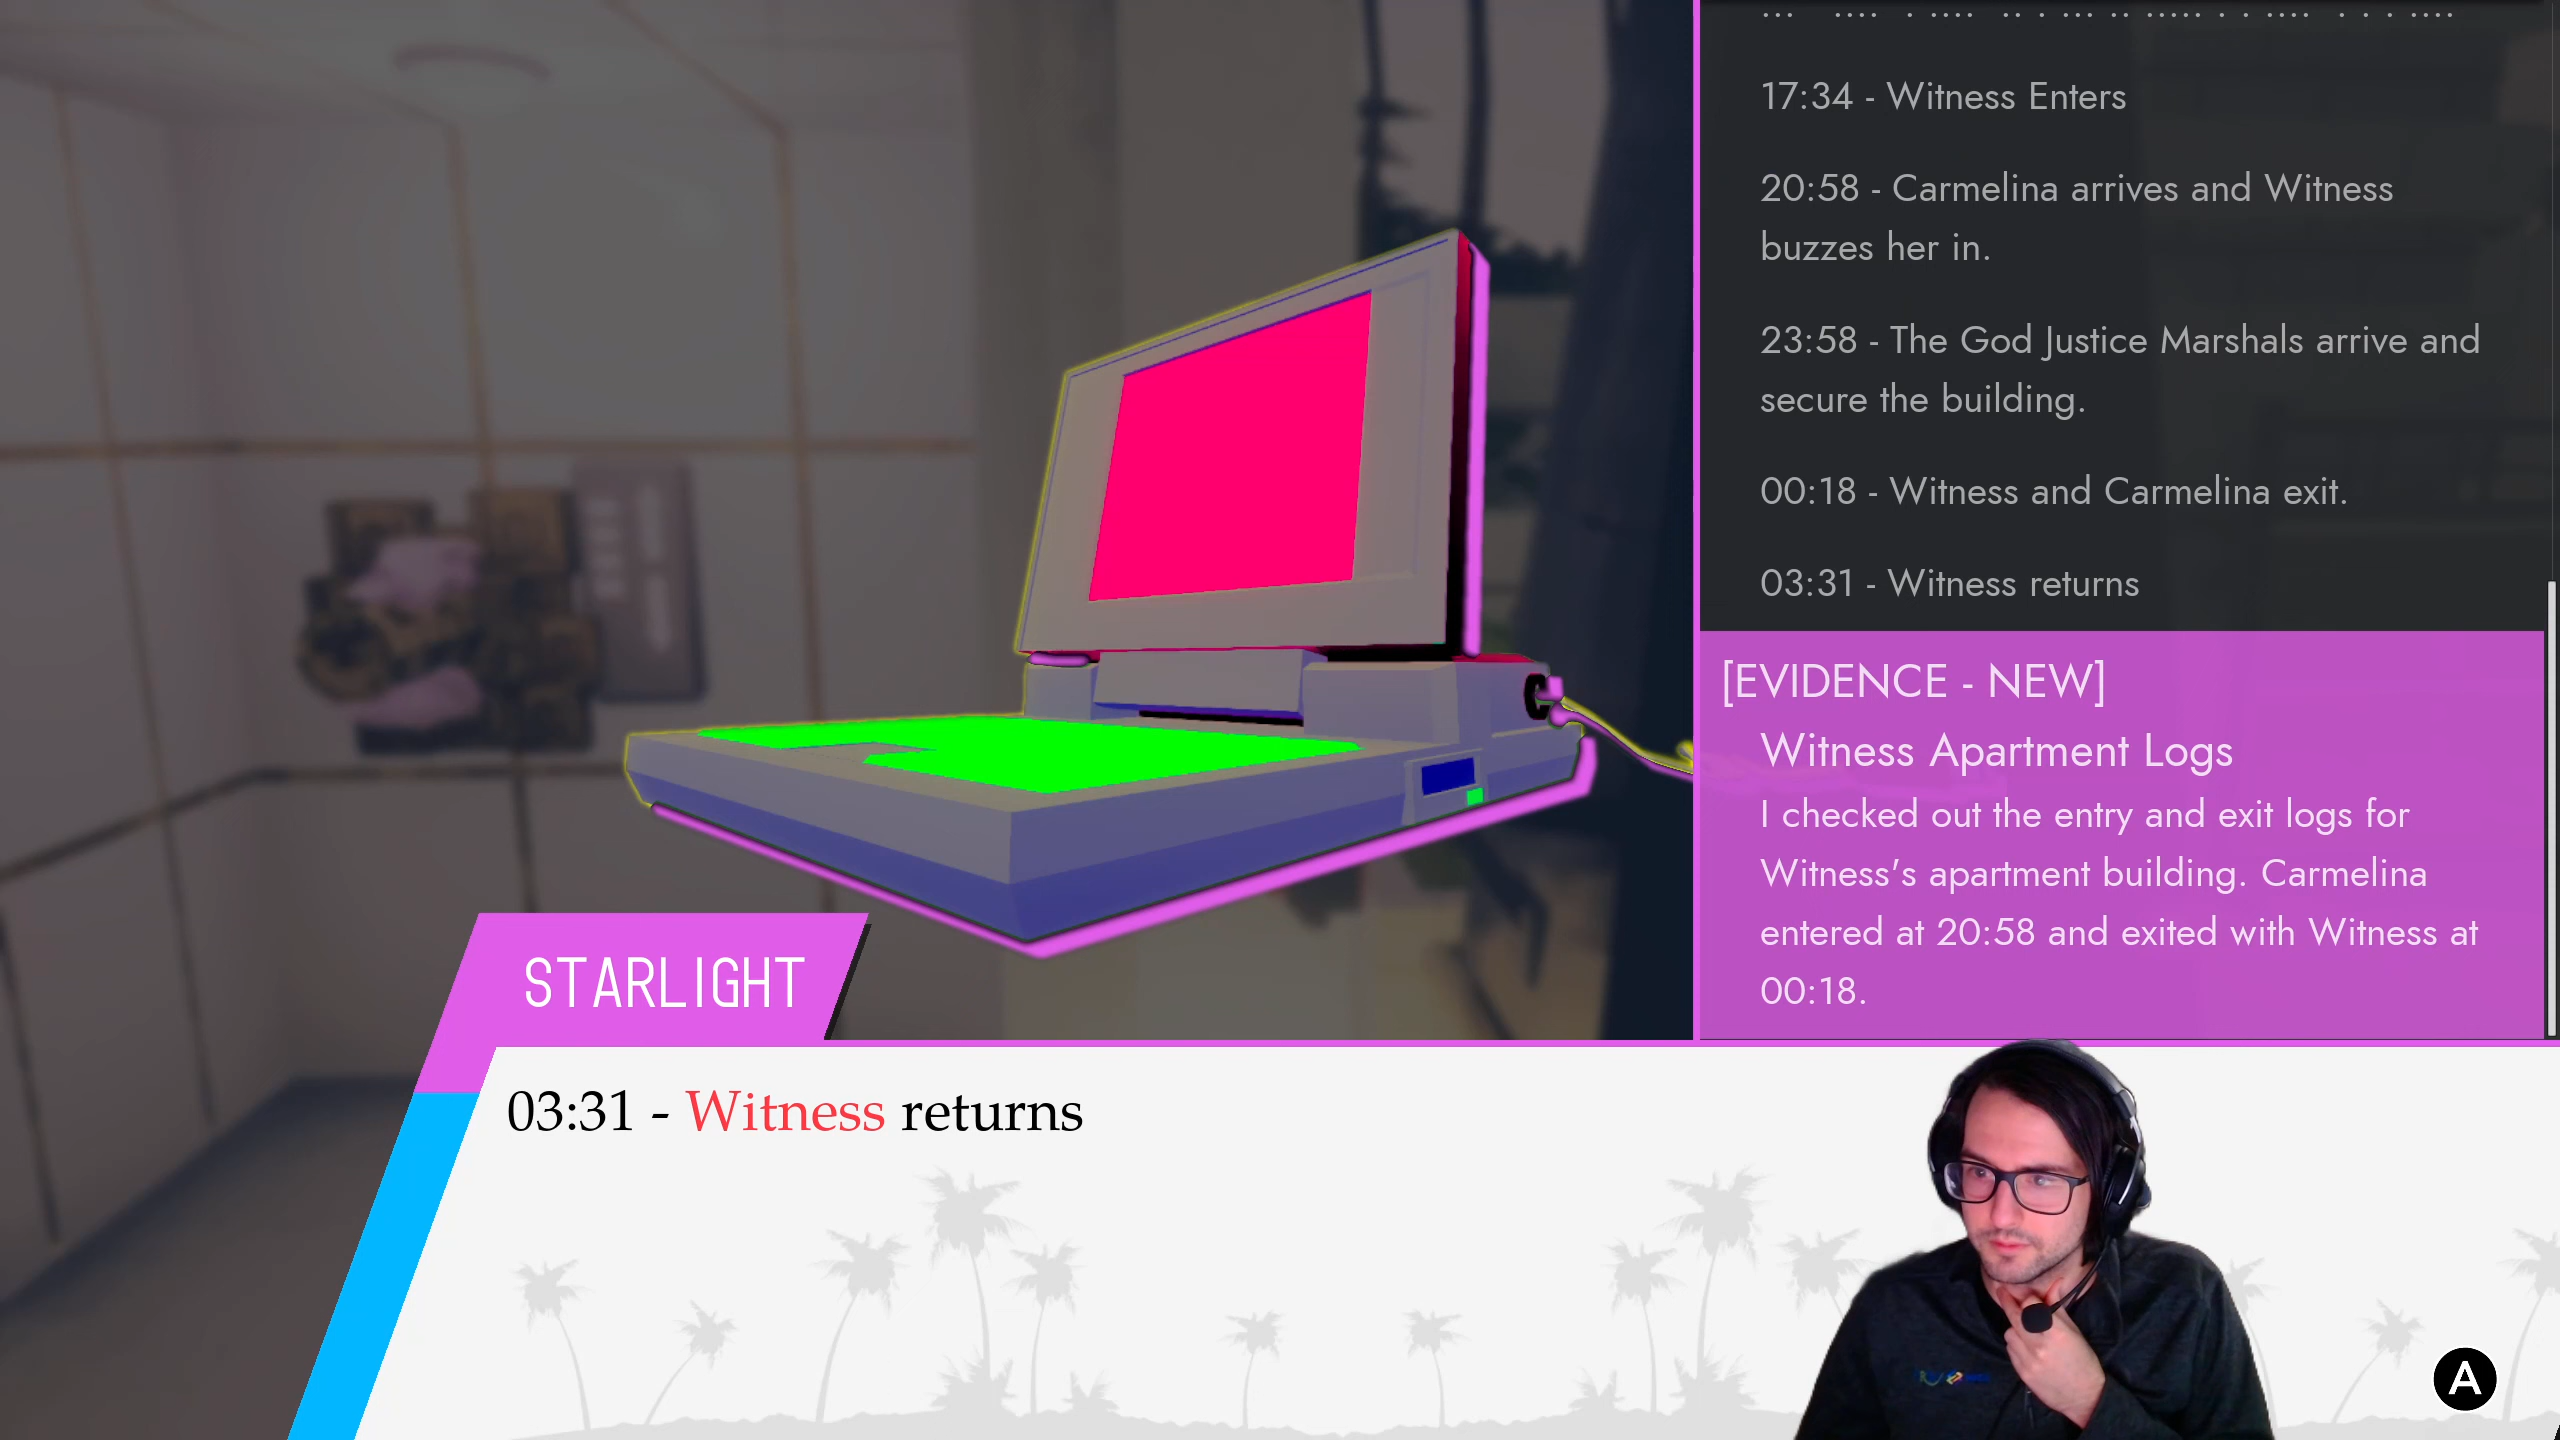 17:34 - Witness Enters
20:58 - Carmelina arrives and Witness
buzzes her in.
23:58 - The God Justice Marshals arrive and
secure the building.
00:18 - Witness and Carmelina exit.
03:31 - Witness returns
[EVIDENCE - NEW]
Witness Apartment Logs
I checked out the entry and exit logs for
Witness's apartment building. Carmelina
entered at 20:58 and exited with Witness at
00:18.
STARLIGHT
03:31 - Witness returns
A